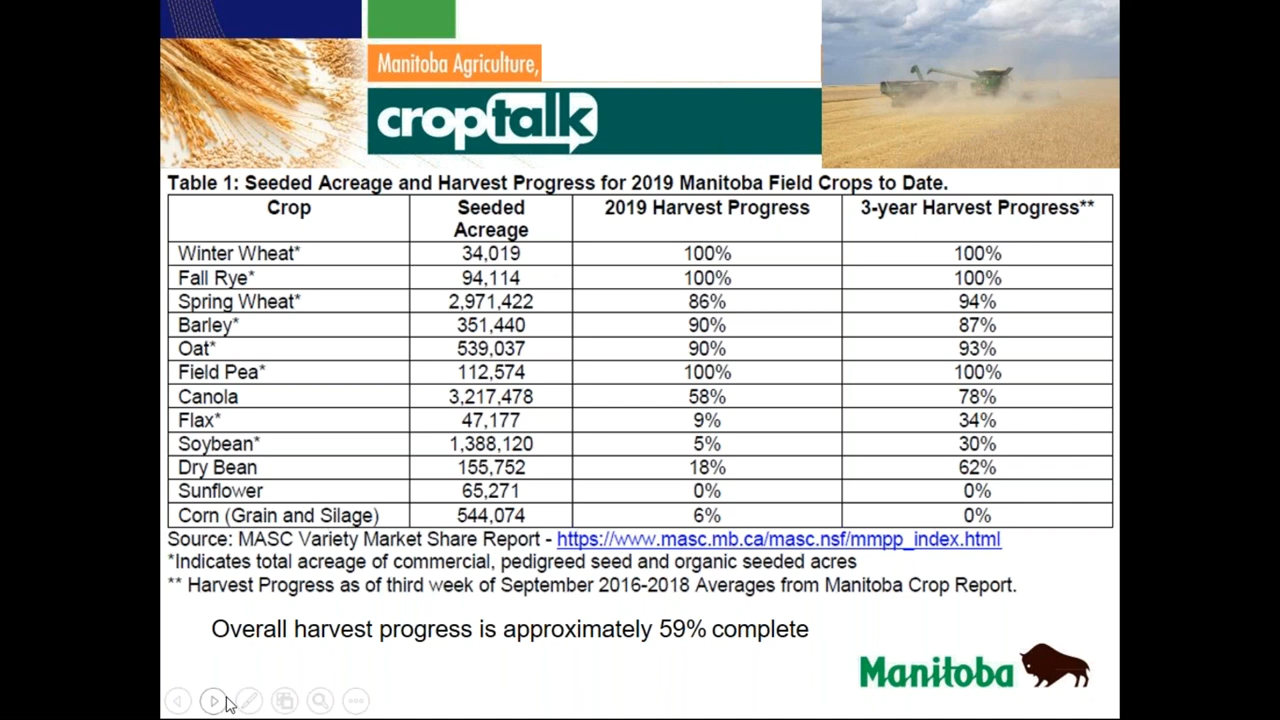 Manitoba Agriculture,
croptalk
Table 1: Seeded Acreage and Harvest Progress for 2019 Manitoba Field Crops to Date.
Crop Seeded Acreage 2019 Harvest Progress 3-year Harvest Progress**
Winter Wheat* 34,019 100% 100%
Fall Rye* 94,114 100% 100%
Spring Wheat* 2,971,422 86% 94%
Barley* 351,440 90% 87%
Oat* 539,037 90% 93%
Field Pea* 112,574 100% 100%
Canola 3,217,478 58% 78%
Flax* 47,177 9% 34%
Soybean* 1,388,120 5% 30%
Dry Bean 155,752 18% 62%
Sunflower 65,271 0% 0%
Corn (Grain and Silage) 544,074 6% 0%
Source: MASC Variety Market Share Report - https://www.masc.mb.ca/masc.nsf/mmpp_index.html
*Indicates total acreage of commercial, pedigreed seed and organic seeded acres
** Harvest Progress as of third week of September 2016-2018 Averages from Manitoba Crop Report.
Overall harvest progress is approximately 59% complete
Manitoba